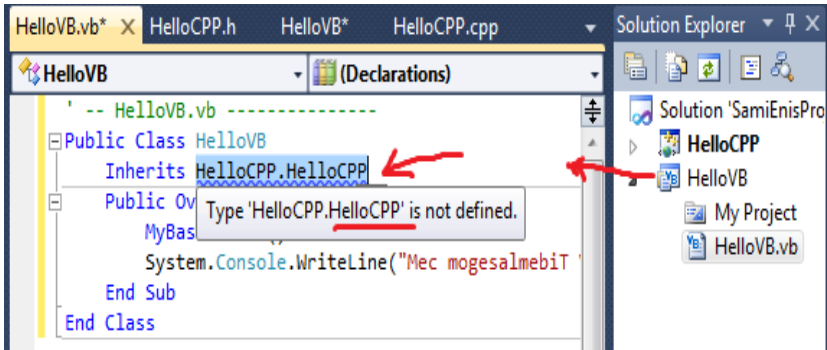 HelloVB.vb* HelloCPP.h HelloVB* HelloCPP.cpp
HelloVB (Declarations)
' -- HelloVB.vb ---------------
Public Class HelloVB
Inherits HelloCPP.HelloCPP
Public Ov
Type 'HelloCPP.HelloCPP' is not defined.
MyBas
System.Console.WriteLine("Mec mogesalmebiT
End Sub
End Class
Solution Explorer
Solution 'SamiEnisPro
HelloCPP
HelloVB
My Project
HelloVB.vb